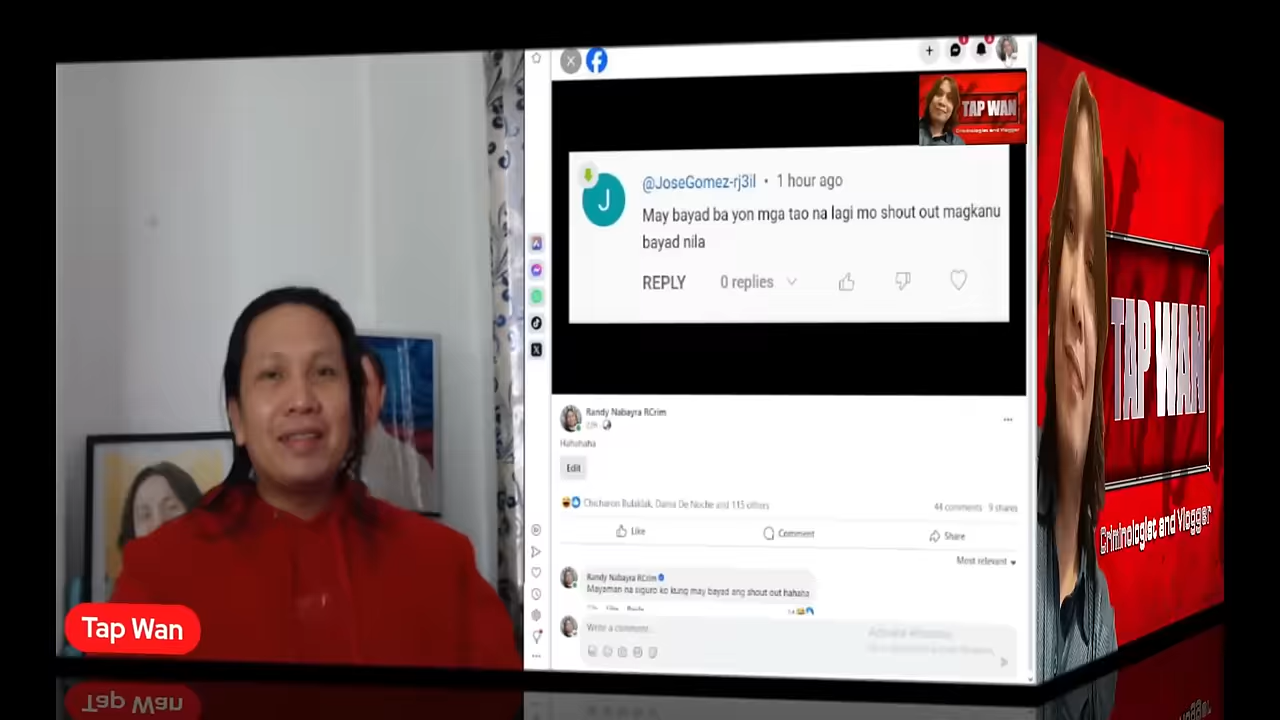 TAP WAN
Criminologist and Vlogger
@JoseGomez-rj3il • 1 hour ago
May bayad ba yon mga tao na lagi mo shout out magkanu
bayad nila
REPLY 0 replies
Randy Nabayra RCrim
Hahahaha
Edit
Chicharon Bulaklak, Dama De Noche and 115 others 44 comments 9 shares
Like Comment Share
Most relevant
Randy Nabayra RCrim
Mayaman na siguro ko kung may bayad ang shout out hahaha
Write a comment...
Tap Wan
TAP WAN
Criminologist and Vlogger